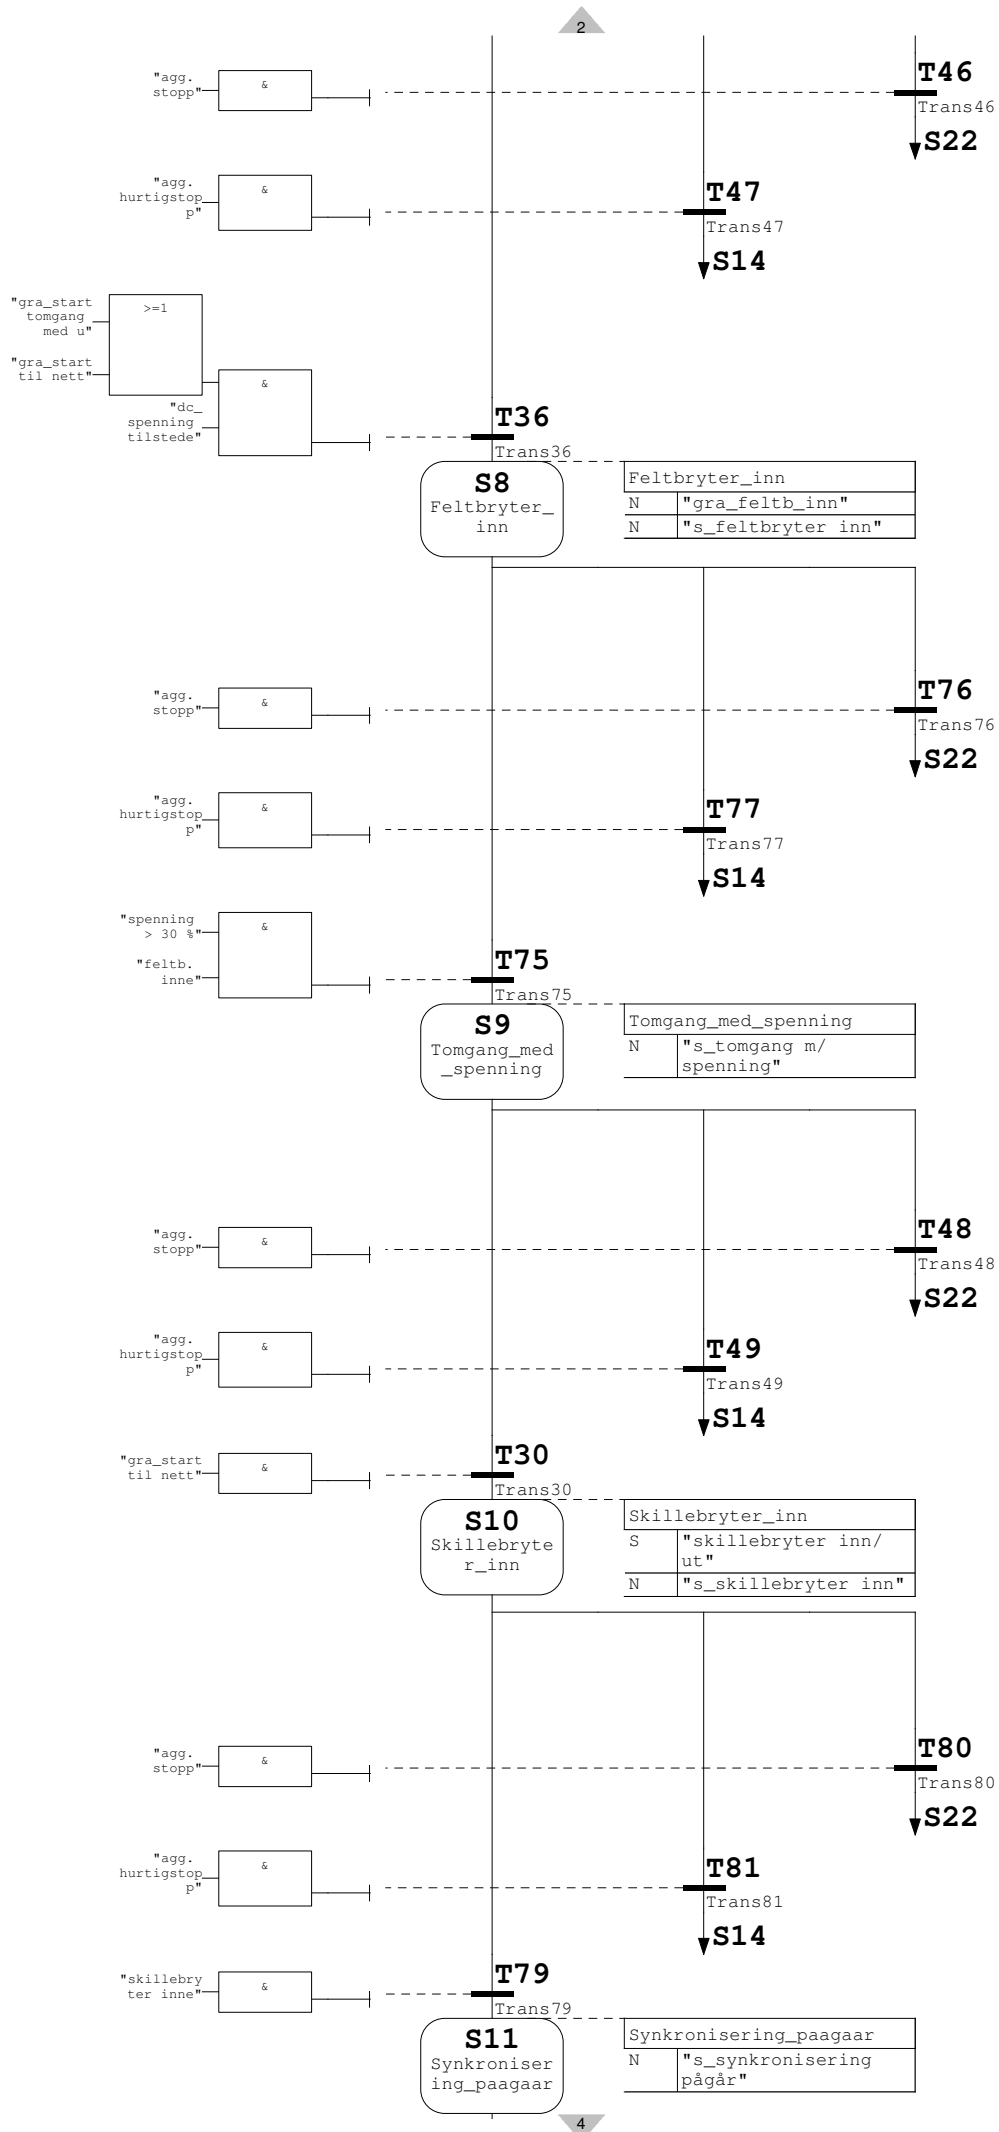 2
"agg.
stopp"
&
T46
Trans46
S22
"agg.
hurtigstop
p"
&
T47
Trans47
S14
"gra_start
tomgang
med u"
>=1
"gra_start
til nett"
"dc_
spenning
tilstede"
&
T36
Trans36
S8
Feltbryter_
inn
Feltbryter_inn
N "gra_feltb_inn"
N "s_feltbryter inn"
"agg.
stopp"
&
T76
Trans76
S22
"agg.
hurtigstop
p"
&
T77
Trans77
S14
"spenning
> 30 %"
&
"feltb.
inne"
T75
Trans75
S9
Tomgang_med
_spenning
Tomgang_med_spenning
N "s_tomgang m/
spenning"
"agg.
stopp"
&
T48
Trans48
S22
"agg.
hurtigstop
p"
&
T49
Trans49
S14
"gra_start
til nett"
&
T30
Trans30
S10
Skillebryte
r_inn
Skillebryter_inn
S "skillebryter inn/
ut"
N "s_skillebryter inn"
"agg.
stopp"
&
T80
Trans80
S22
"agg.
hurtigstop
p"
&
T81
Trans81
S14
"skillebry
ter inne"
&
T79
Trans79
S11
Synkroniser
ing_paagaar
Synkronisering_paagaar
N "s_synkronisering
pågår"
4